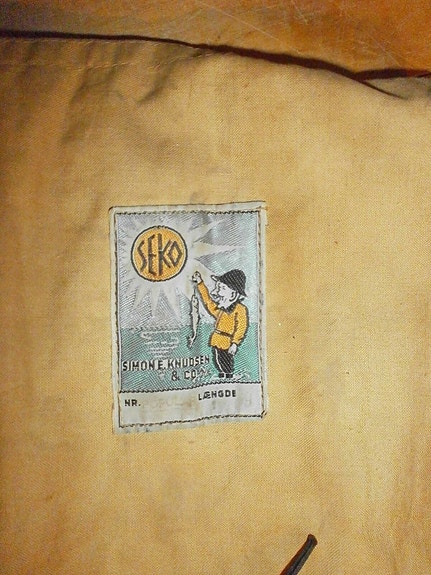 SEKO
SIMON E. KNUDSEN
& CO.
NR. LÆNGDE